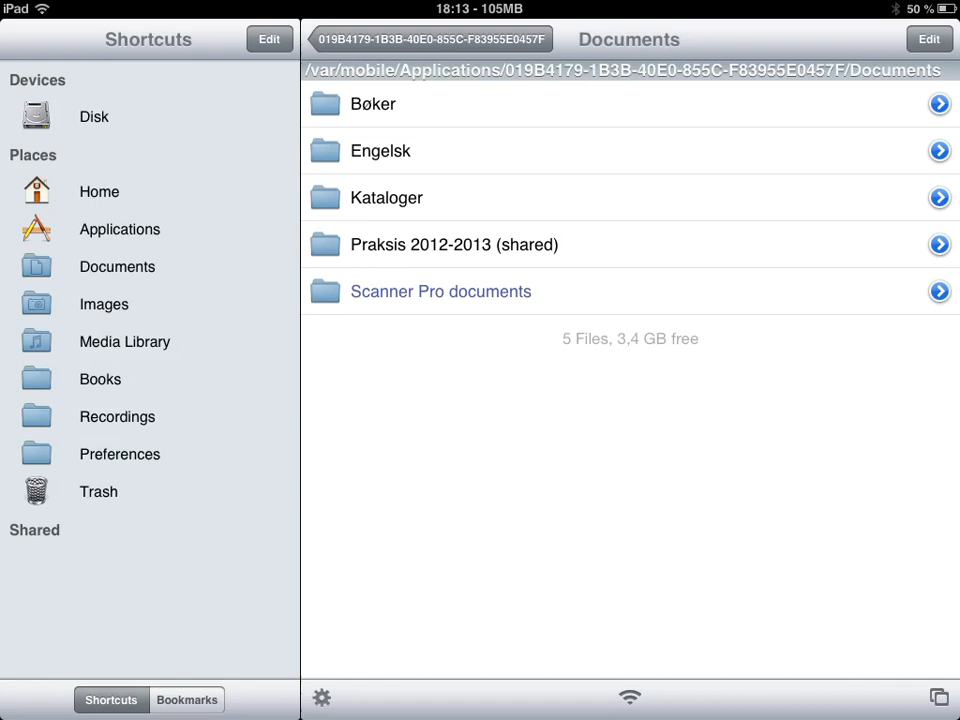 iPad 18:13 - 105MB 50 %
Shortcuts Edit
Devices
Disk
Places
Home
Applications
Documents
Images
Media Library
Books
Recordings
Preferences
Trash
Shared
Shortcuts Bookmarks
019B4179-1B3B-40E0-855C-F83955E0457F Documents Edit
/var/mobile/Applications/019B4179-1B3B-40E0-855C-F83955E0457F/Documents
Bøker
Engelsk
Kataloger
Praksis 2012-2013 (shared)
Scanner Pro documents
5 Files, 3,4 GB free